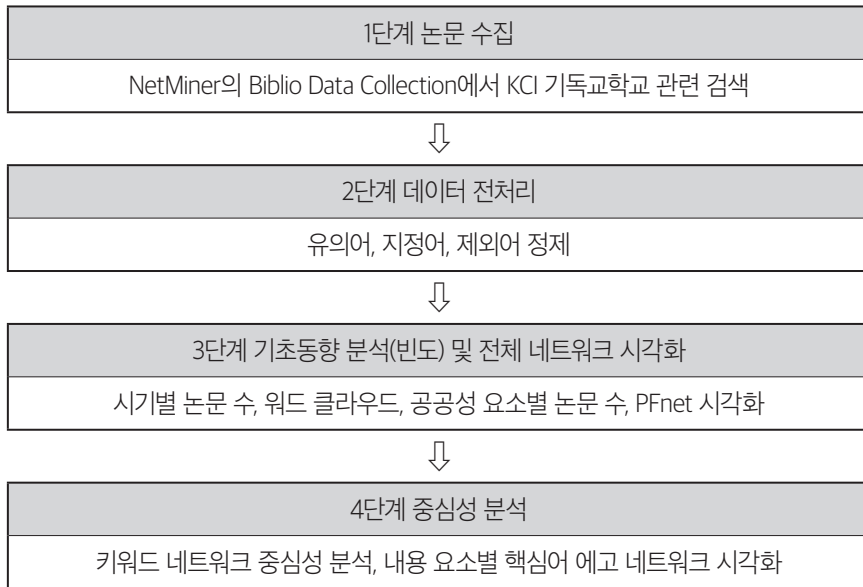 1단계 논문 수집
NetMiner의 Biblio Data Collection에서 KCI 기독교학교 관련 검색
⇩
2단계 데이터 전처리
유의어, 지정어, 제외어 정제
⇩
3단계 기초동향 분석(빈도) 및 전체 네트워크 시각화
시기별 논문 수, 워드 클라우드, 공공성 요소별 논문 수, PFnet 시각화
⇩
4단계 중심성 분석
키워드 네트워크 중심성 분석, 내용 요소별 핵심어 에고 네트워크 시각화